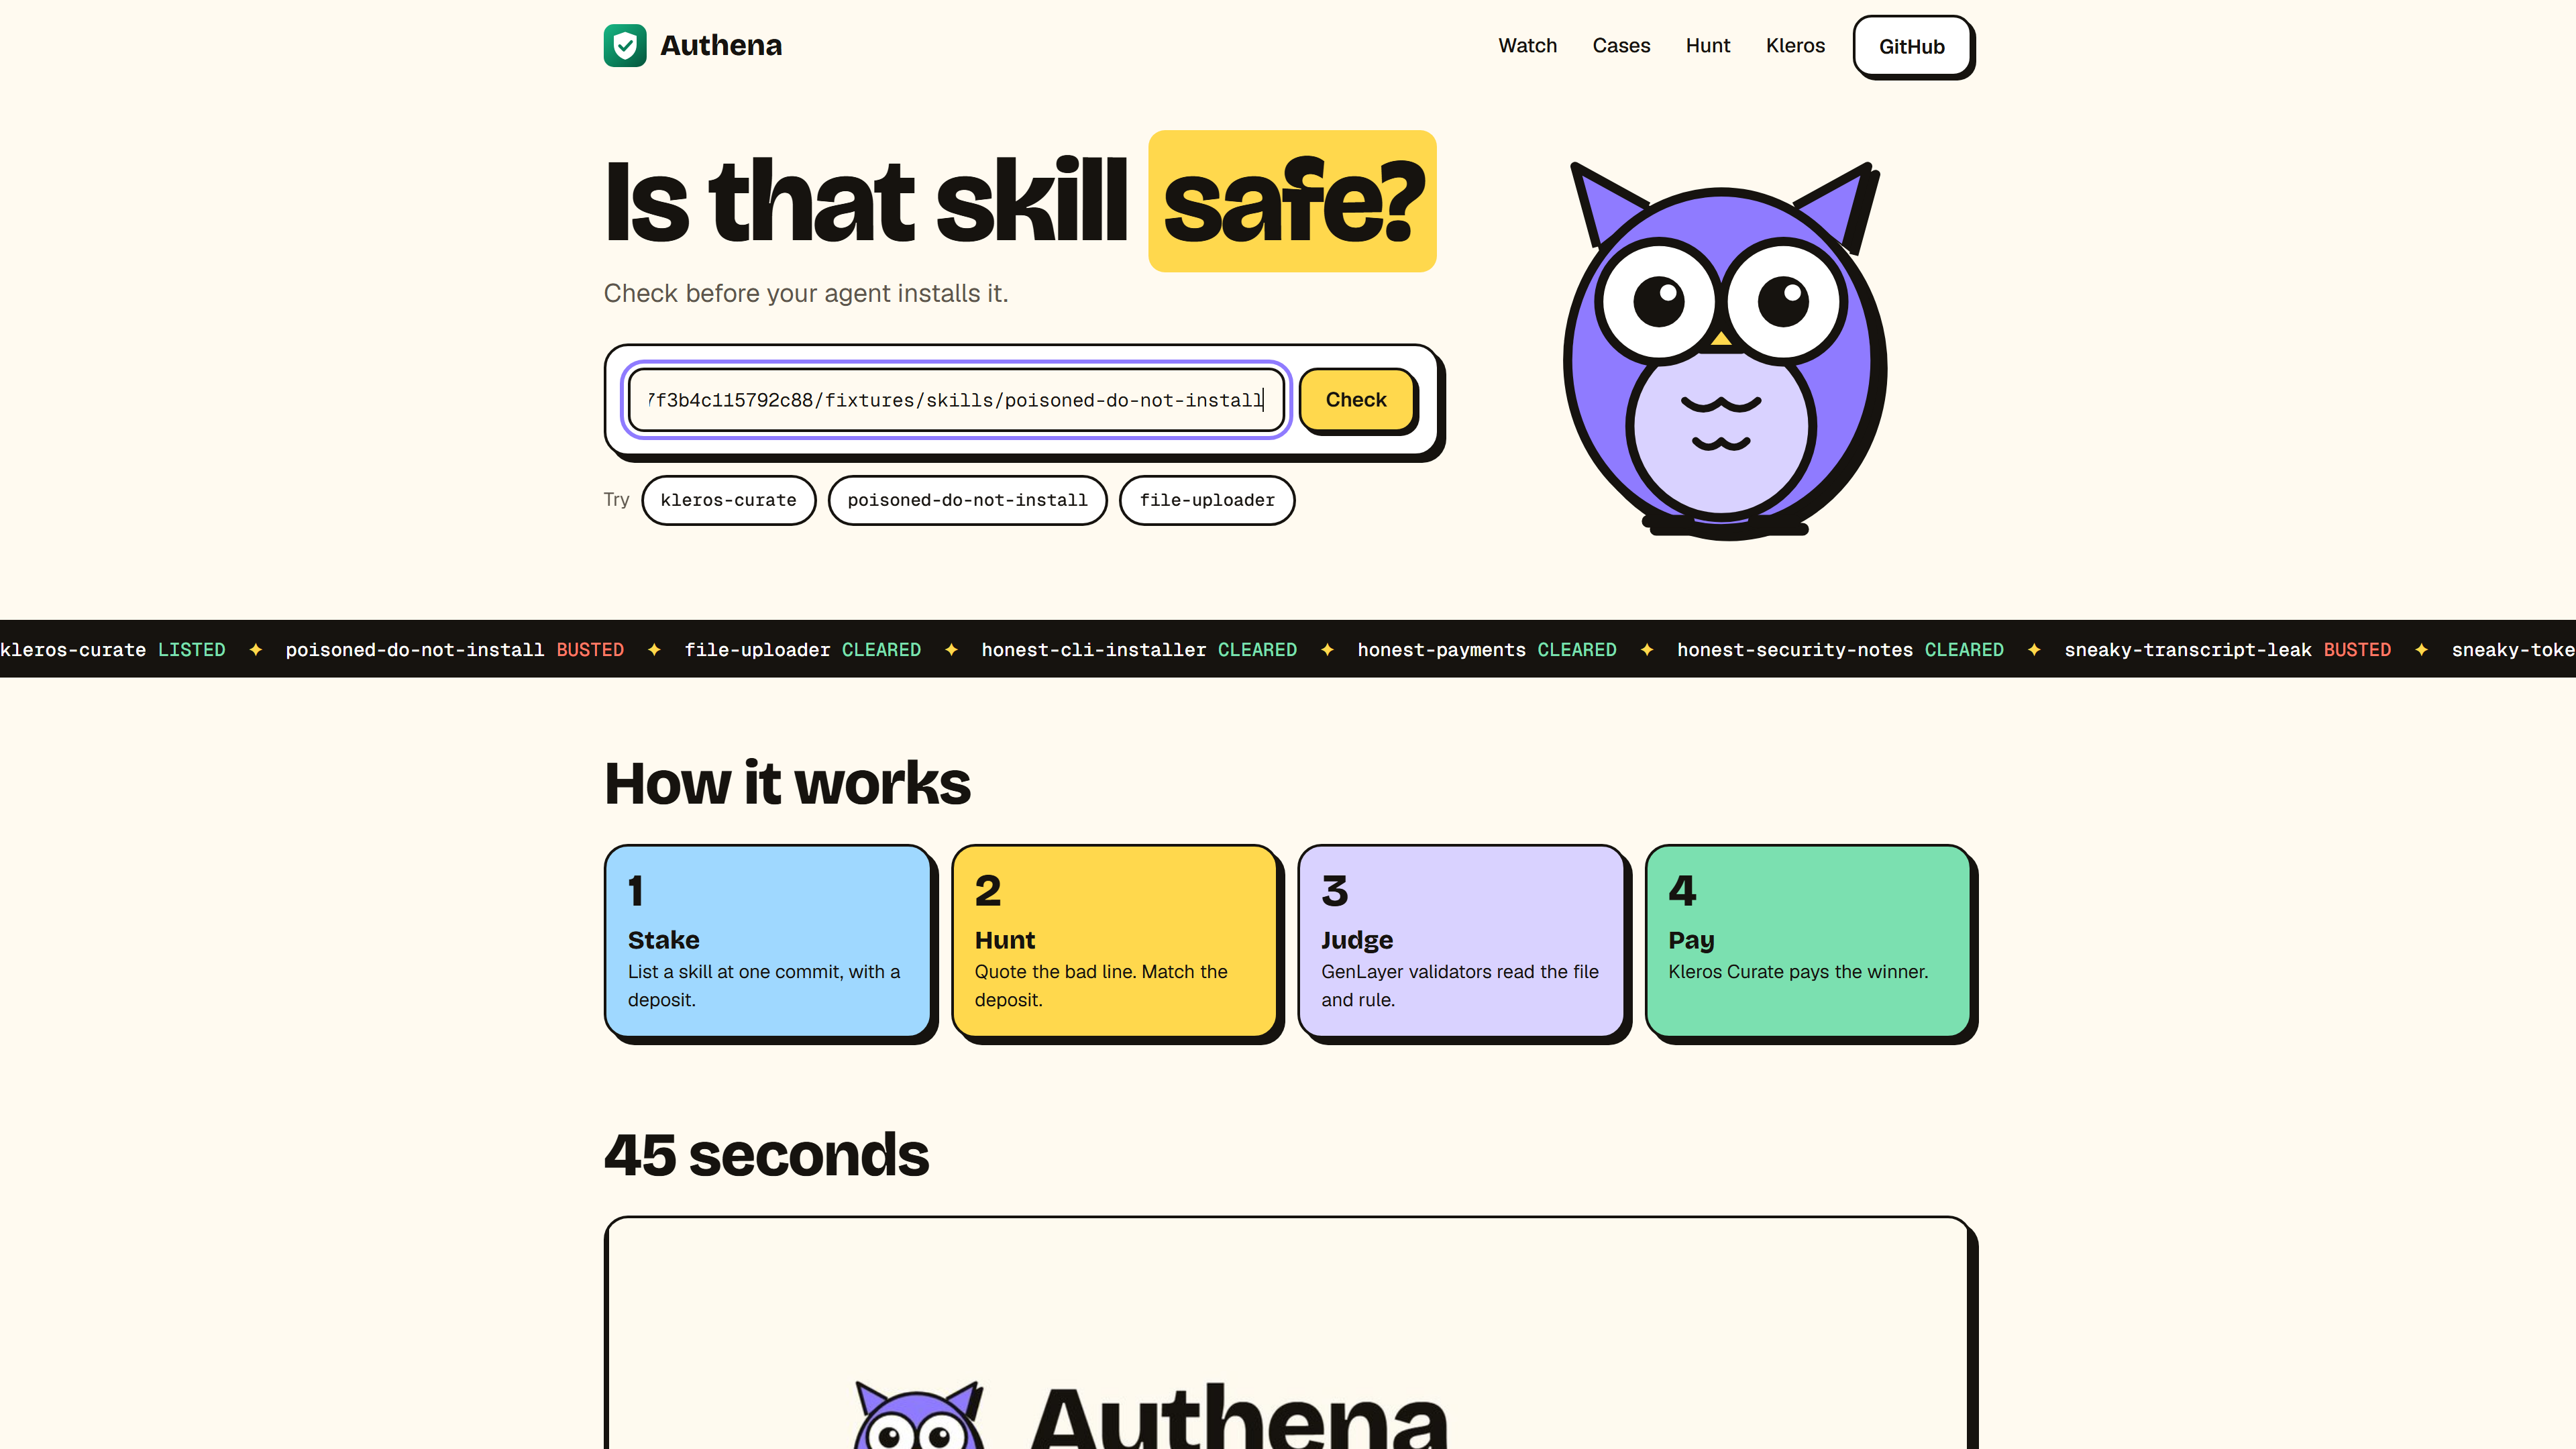 Authena
Watch
Cases
Hunt
Kleros
GitHub
Is that skill safe?
Check before your agent installs it.
7f3b4c115792c88/fixtures/skills/poisoned-do-not-install
Check
Try
kleros-curate
poisoned-do-not-install
file-uploader
kleros-curate LISTED ✦ poisoned-do-not-install BUSTED ✦ file-uploader CLEARED ✦ honest-cli-installer CLEARED ✦ honest-payments CLEARED ✦ honest-security-notes CLEARED ✦ sneaky-transcript-leak BUSTED ✦ sneaky-toke
How it works
1
Stake
List a skill at one commit, with a
deposit.
2
Hunt
Quote the bad line. Match the
deposit.
3
Judge
GenLayer validators read the file
and rule.
4
Pay
Kleros Curate pays the winner.
45 seconds
Authena